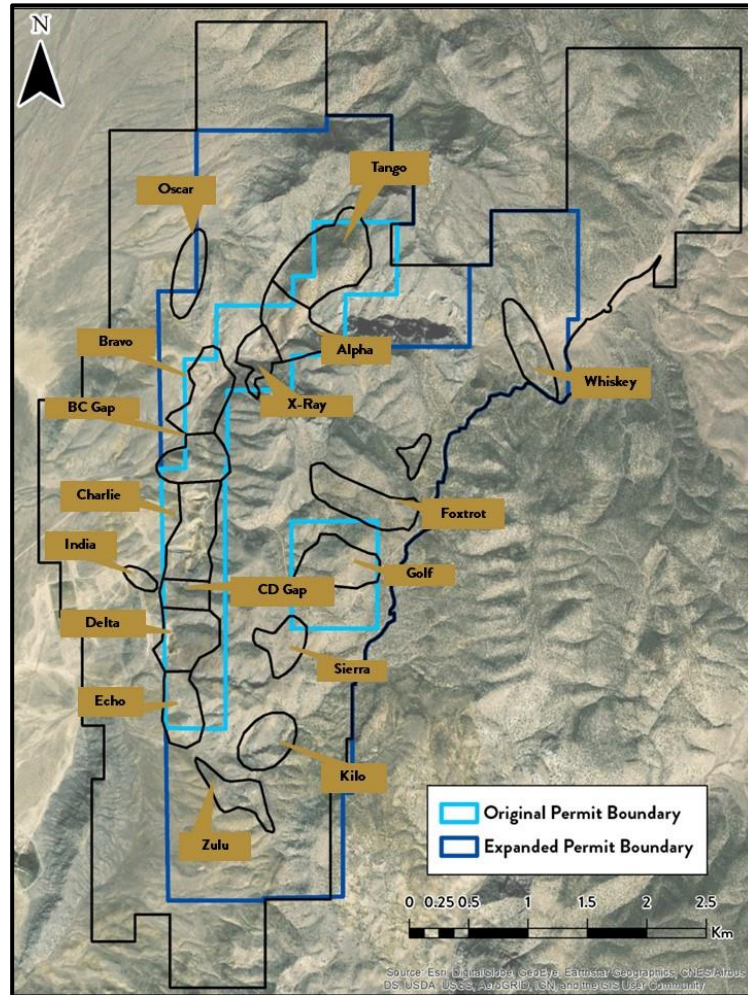 N
Tango
Oscar
Bravo
Alpha
BC Gap
X-Ray
Whiskey
Charlie
Foxtrot
India
CD Gap
Golf
Delta
Sierra
Echo
Kilo
Zulu
Original Permit Boundary
Expanded Permit Boundary
0 0.25 0.5 1 1.5 2 2.5
Km
Source: Esri, DigitalGlobe, GeoEye, Earthstar Geographics, CNES/Airbus
DS, USDA, USGS, AeroGRID, IGN, and the GIS User Community